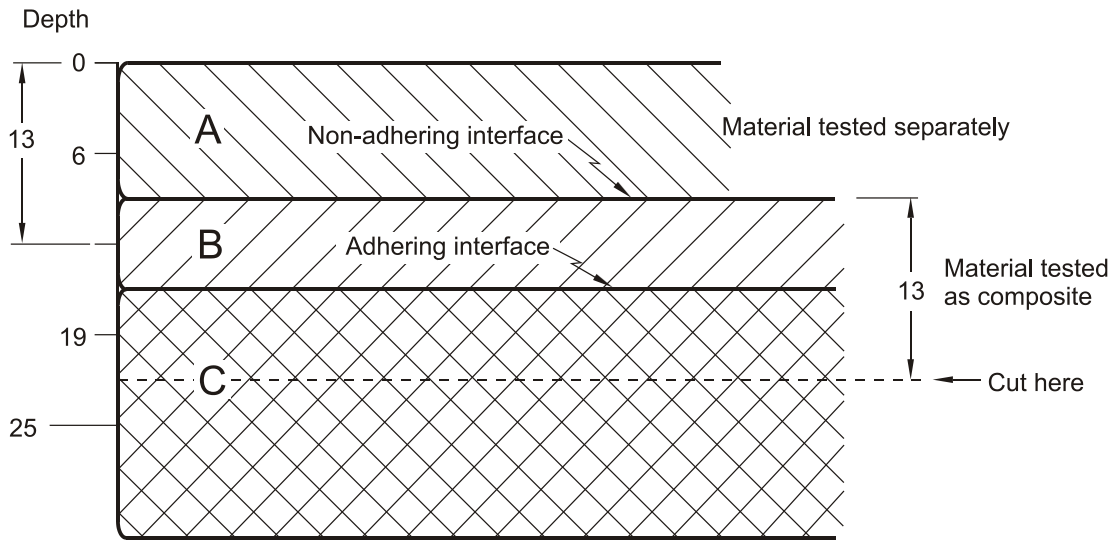 Depth
0
A
Non-adhering interface
Material tested separately
13
6
B
Adhering interface
Material tested
as composite
13
19
C
Cut here
25